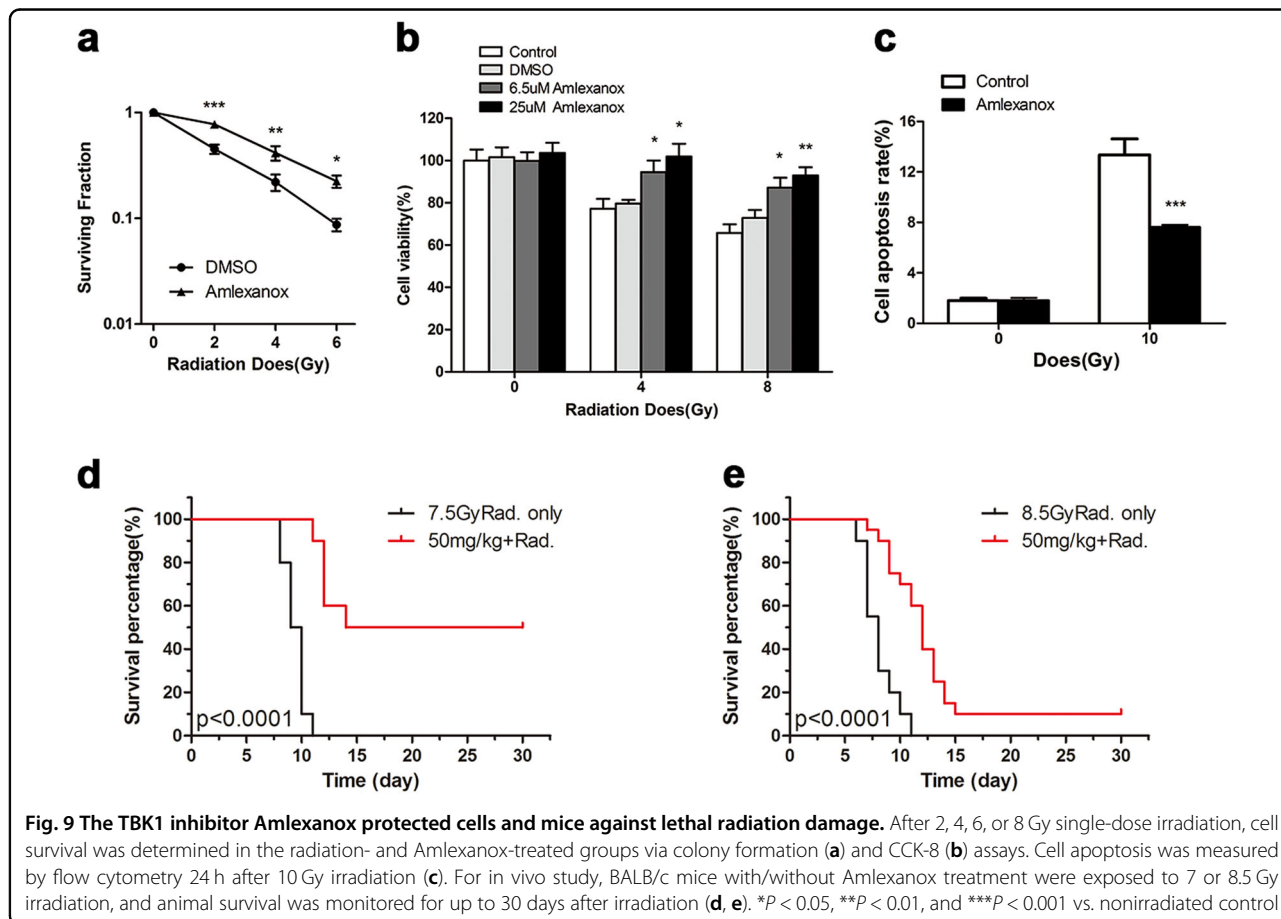 a
***
**
*
1
0.1
0.01
Surviving Fraction
DMSO
Amlexanox
0 2 4 6
Radiation Does(Gy)
b
Control
DMSO
6.5uM Amlexanox
25uM Amlexanox
120
100
80
60
40
20
0
Cell viability(%)
* *
* **
0 4 8
Radiation Does(Gy)
c
Control
Amlexanox
16
12
8
4
0
Cell apoptosis rate(%)
***
0 10
Does(Gy)
d
7.5GyRad. only
50mg/kg+Rad.
100
80
60
40
20
0
Survival percentage(%)
p<0.0001
0 5 10 15 20 25 30
Time (day)
e
8.5GyRad. only
50mg/kg+Rad.
100
80
60
40
20
0
Survival percentage(%)
p<0.0001
0 5 10 15 20 25 30
Time (day)
Fig. 9 The TBK1 inhibitor Amlexanox protected cells and mice against lethal radiation damage. After 2, 4, 6, or 8 Gy single-dose irradiation, cell
survival was determined in the radiation- and Amlexanox-treated groups via colony formation (a) and CCK-8 (b) assays. Cell apoptosis was measured
by flow cytometry 24 h after 10 Gy irradiation (c). For in vivo study, BALB/c mice with/without Amlexanox treatment were exposed to 7 or 8.5 Gy
irradiation, and animal survival was monitored for up to 30 days after irradiation (d, e). *P < 0.05, **P < 0.01, and ***P < 0.001 vs. nonirradiated control